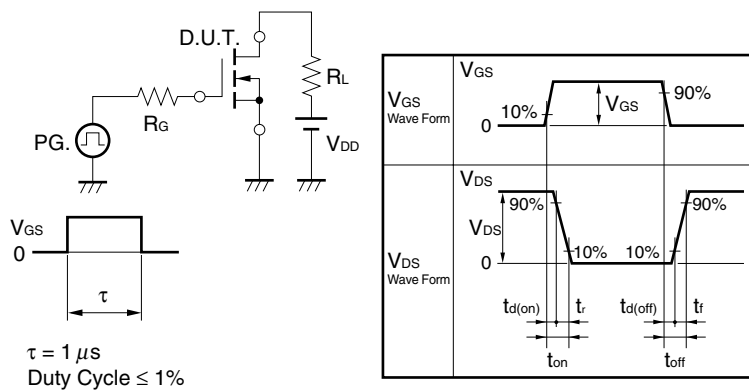 D.U.T.
RG
PG.
RL
VDD
VGS
0
τ
τ = 1 μs
Duty Cycle ≤ 1%
VGS
Wave Form
VGS
10%
VGS
90%
0
VDS
Wave Form
VDS
90%
VDS
10%
10%
90%
0
td(on)
tr
td(off)
tf
ton
toff